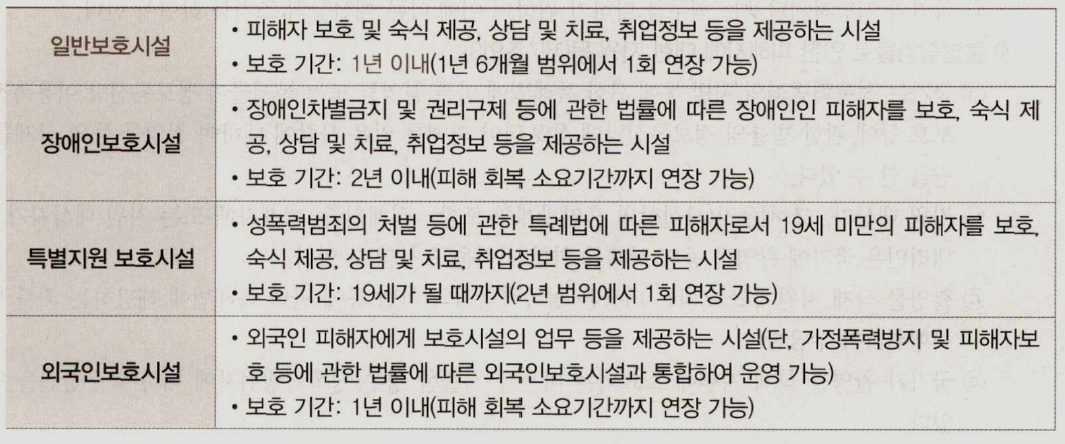 일반보호시설
• 피해자 보호 및 숙식 제공, 상담 및 치료, 취업정보 등을 제공하는 시설
• 보호 기간: 1년 이내(1년 6개월 범위에서 1회 연장 가능)
장애인보호시설
• 장애인차별금지 및 권리구제 등에 관한 법률에 따른 장애인인 피해자를 보호, 숙식 제
공, 상담 및 치료, 취업정보 등을 제공하는 시설
• 보호 기간: 2년 이내(피해 회복 소요기간까지 연장 가능)
특별지원 보호시설
• 성폭력범죄의 처벌 등에 관한 특례법에 따른 피해자로서 19세 미만의 피해자를 보호,
숙식 제공, 상담 및 치료, 취업정보 등을 제공하는 시설
• 보호 기간: 19세가 될 때까지(2년 범위에서 1회 연장 가능)
외국인보호시설
• 외국인 피해자에게 보호시설의 업무 등을 제공하는 시설(단, 가정폭력방지 및 피해자보
호 등에 관한 법률에 따른 외국인보호시설과 통합하여 운영 가능)
• 보호 기간: 1년 이내(피해 회복 소요기간까지 연장 가능)